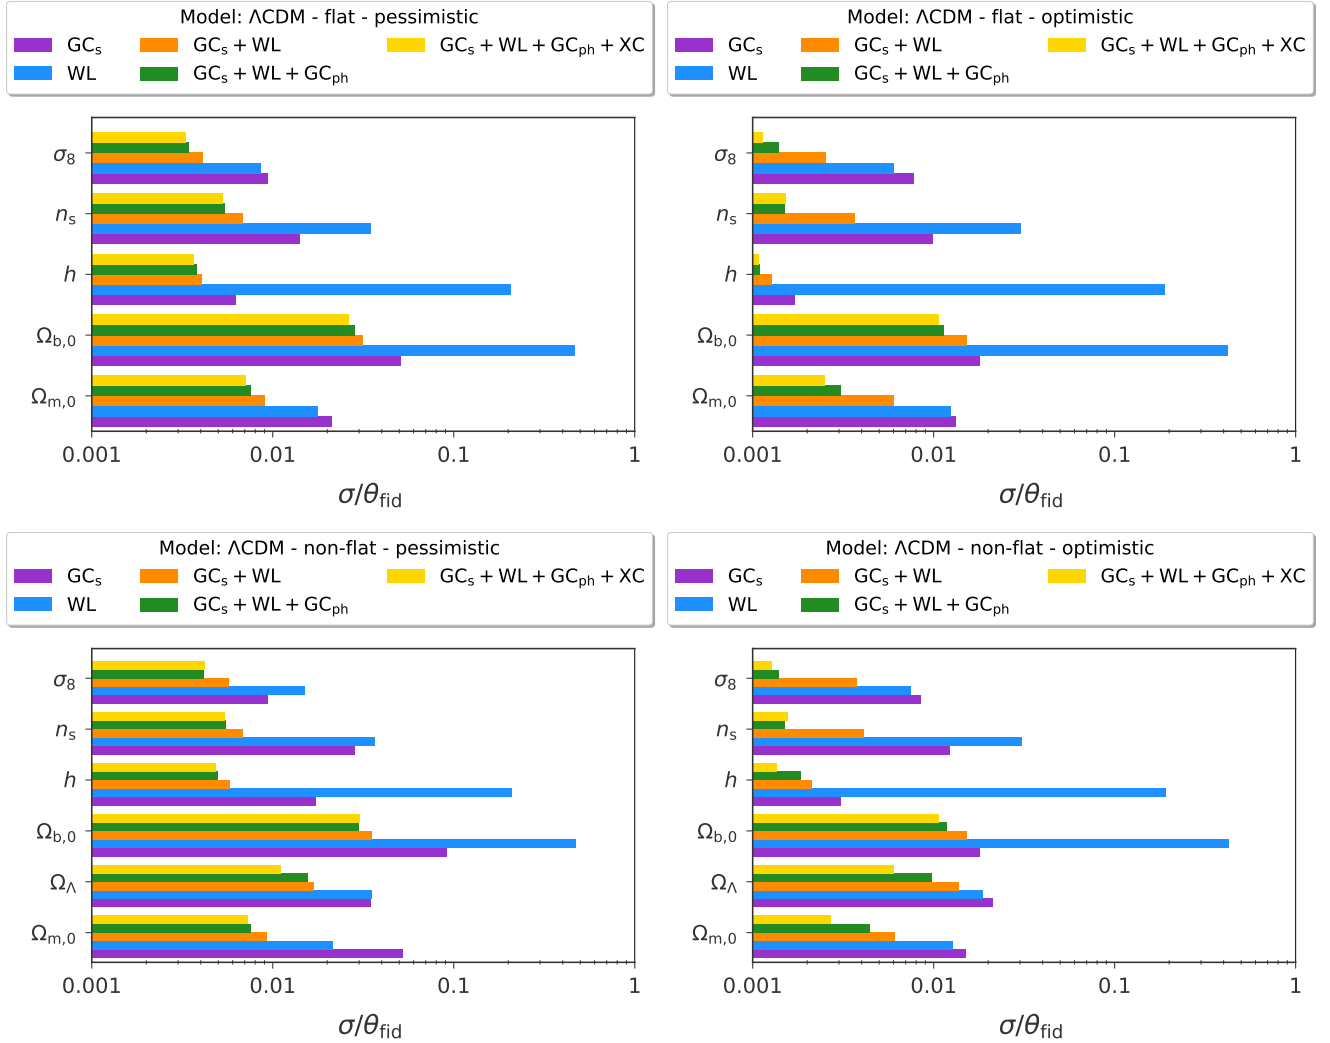 Model: ΛCDM - flat - pessimistic
GCs GCs + WL GCs + WL + GCph + XC
WL GCs + WL + GCph
σ8
ns
h
Ωb,0
Ωm,0
0.001 0.01 0.1 1
σ/θfid
Model: ΛCDM - flat - optimistic
GCs GCs + WL GCs + WL + GCph + XC
WL GCs + WL + GCph
σ8
ns
h
Ωb,0
Ωm,0
0.001 0.01 0.1 1
σ/θfid
Model: ΛCDM - non-flat - pessimistic
GCs GCs + WL GCs + WL + GCph + XC
WL GCs + WL + GCph
σ8
ns
h
Ωb,0
ΩΛ
Ωm,0
0.001 0.01 0.1 1
σ/θfid
Model: ΛCDM - non-flat - optimistic
GCs GCs + WL GCs + WL + GCph + XC
WL GCs + WL + GCph
σ8
ns
h
Ωb,0
ΩΛ
Ωm,0
0.001 0.01 0.1 1
σ/θfid